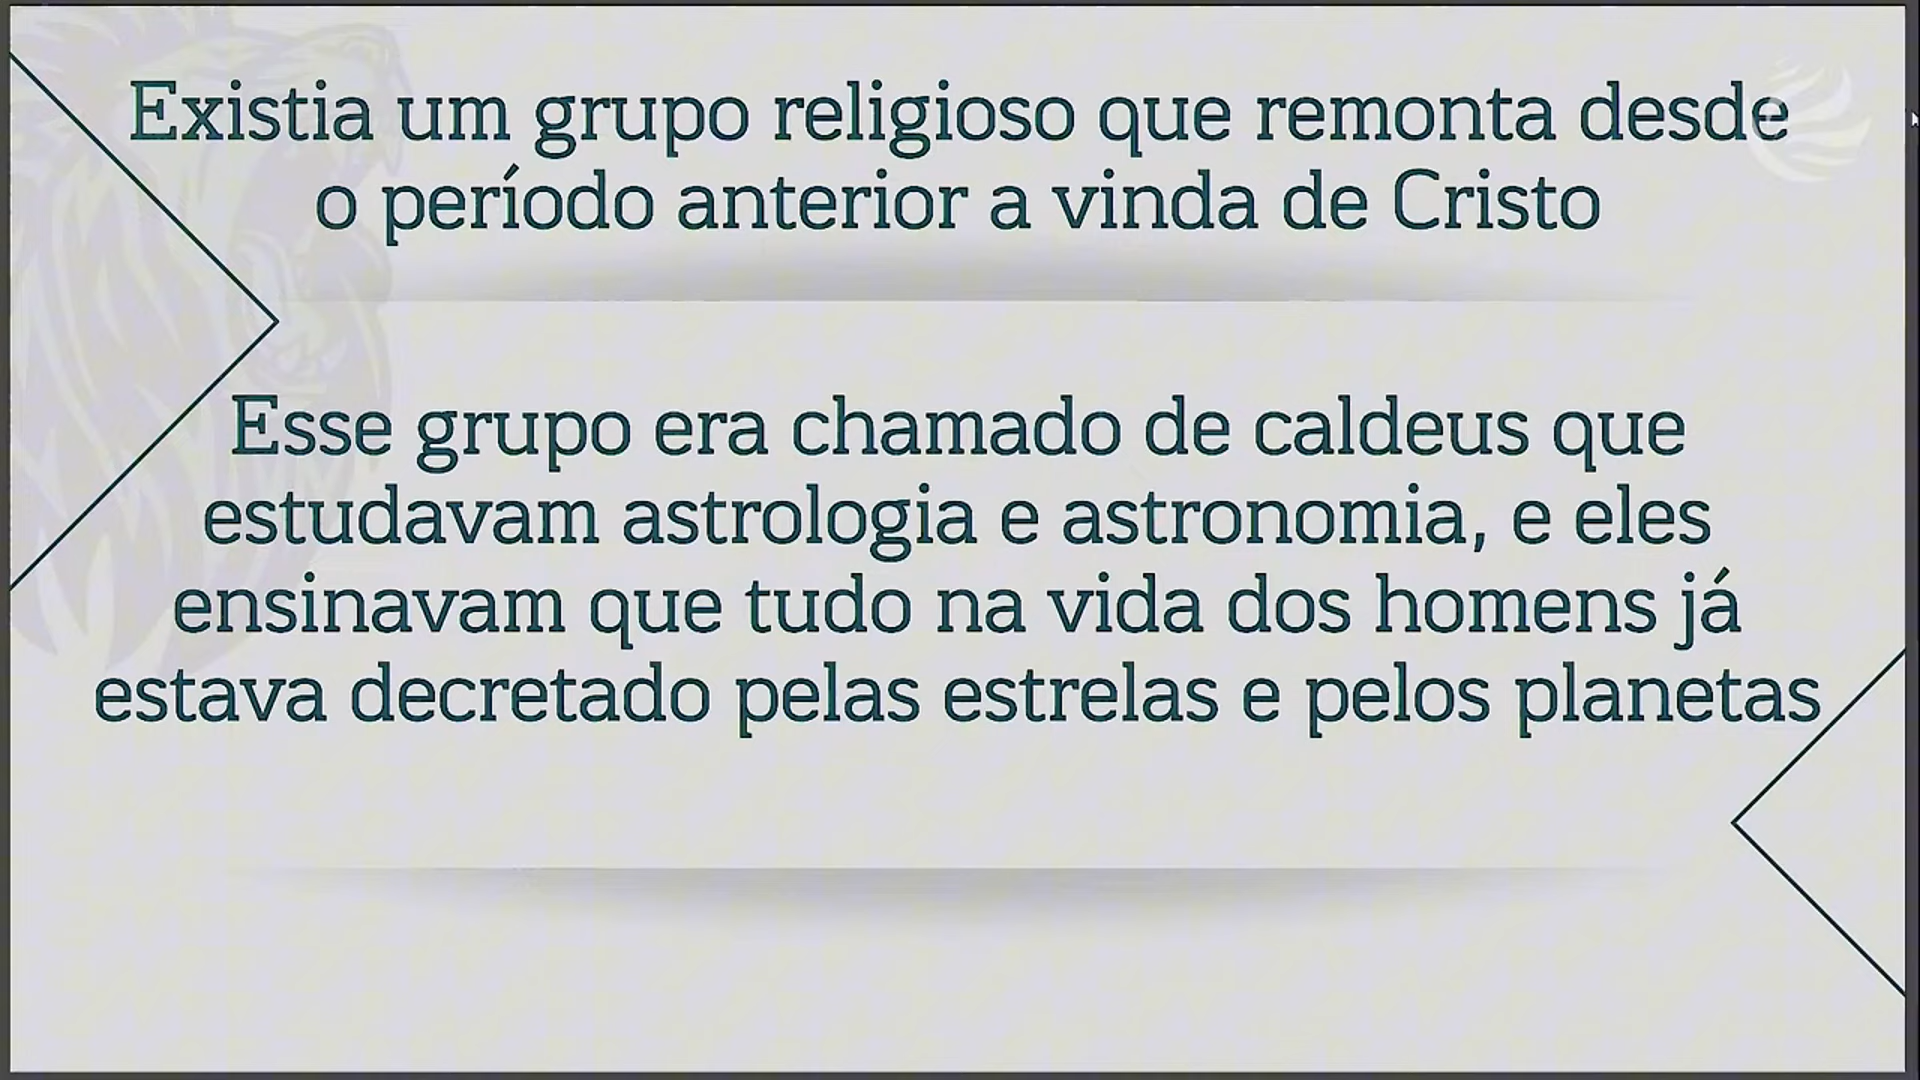 Existia um grupo religioso que remonta desde
o período anterior a vinda de Cristo
Esse grupo era chamado de caldeus que
estudavam astrologia e astronomia, e eles
ensinavam que tudo na vida dos homens já
estava decretado pelas estrelas e pelos planetas